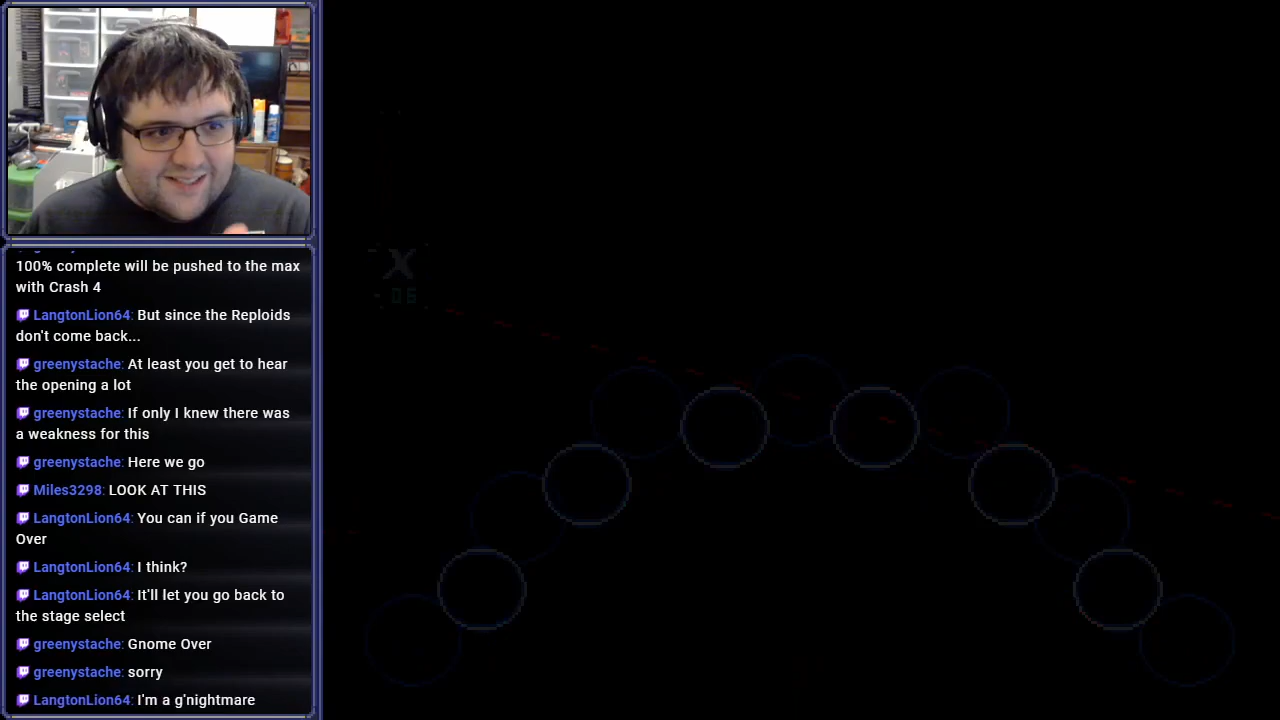 100% complete will be pushed to the max
with Crash 4
LangtonLion64: But since the Reploids
don't come back...
greenystache: At least you get to hear
the opening a lot
greenystache: If only I knew there was
a weakness for this
greenystache: Here we go
Miles3298: LOOK AT THIS
LangtonLion64: You can if you Game
Over
LangtonLion64: I think?
LangtonLion64: It'll let you go back to
the stage select
greenystache: Gnome Over
greenystache: sorry
LangtonLion64: I'm a g'nightmare
X
05